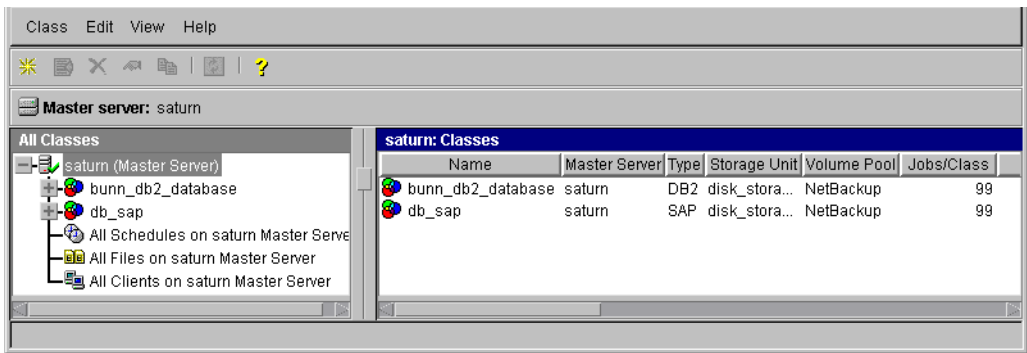 Class Edit View Help
?
Master server: saturn
All Classes
saturn (Master Server)
bunn_db2_database
db_sap
All Schedules on saturn Master Serve
All Files on saturn Master Server
All Clients on saturn Master Server
saturn: Classes
Name Master Server Type Storage Unit Volume Pool Jobs/Class
bunn_db2_database saturn DB2 disk_stora... NetBackup 99
db_sap saturn SAP disk_stora... NetBackup 99